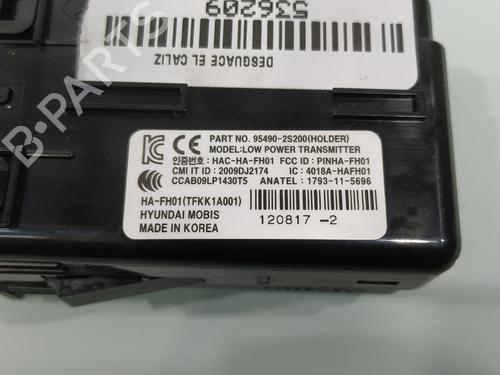 536209
DESGUACE EL CALIZ
PART NO. 95490-2S200(HOLDER)
MODEL:LOW POWER TRANSMITTER
인증번호: HAC-HA-FH01 FCC ID : PINHA-FH01
CMI IT ID : 2009DJ2174 IC : 4018A-HAFH01
CCAB09LP1430T5 ANATEL : 1793-11-5696
HA-FH01(TFKK1A001)
HYUNDAI MOBIS
MADE IN KOREA
120817 -2
B-PARTS